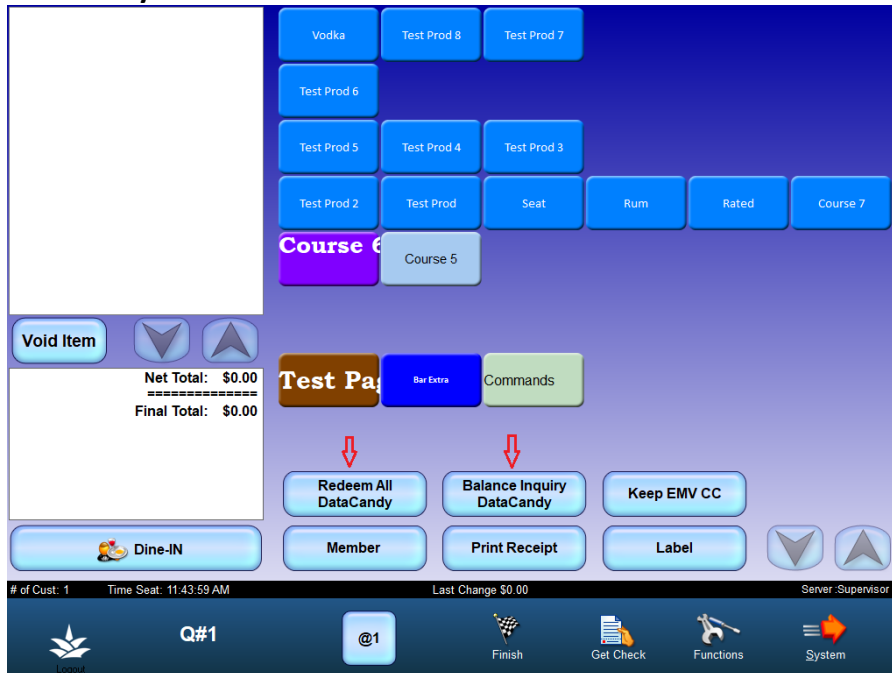 Vodka
Test Prod 8
Test Prod 7
Test Prod 6
Test Prod 5
Test Prod 4
Test Prod 3
Test Prod 2
Test Prod
Seat
Rum
Rated
Course 7
Course 6
Course 5
Void Item
Net Total: $0.00
==============
Final Total: $0.00
Test Pag
Bar Extra
Commands
Redeem All
DataCandy
Balance Inquiry
DataCandy
Keep EMV CC
Dine-IN
Member
Print Receipt
Label
# of Cust: 1
Time Seat: 11:43:59 AM
Last Change $0.00
Server :Supervisor
Logout
Q#1
@1
Finish
Get Check
Functions
System